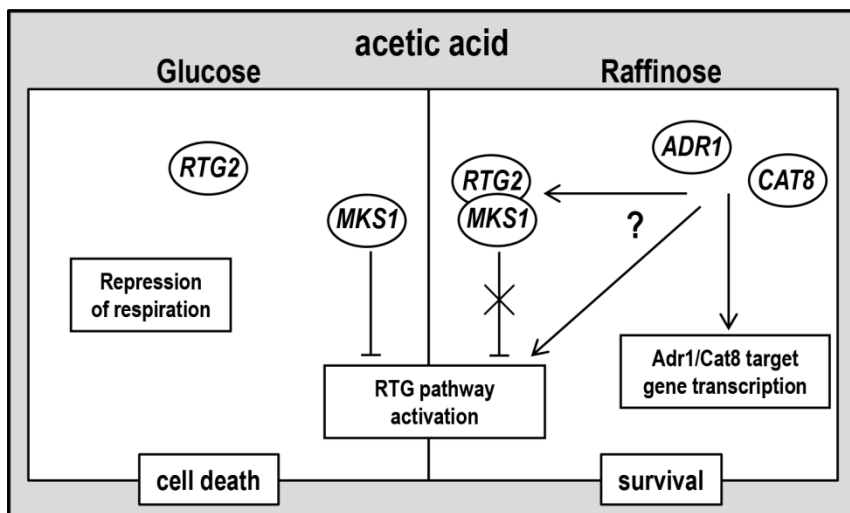 acetic acid
Glucose
Raffinose
RTG2
MKS1
Repression
of respiration
RTG2
MKS1
ADR1
CAT8
?
RTG pathway
activation
Adr1/Cat8 target
gene transcription
cell death
survival